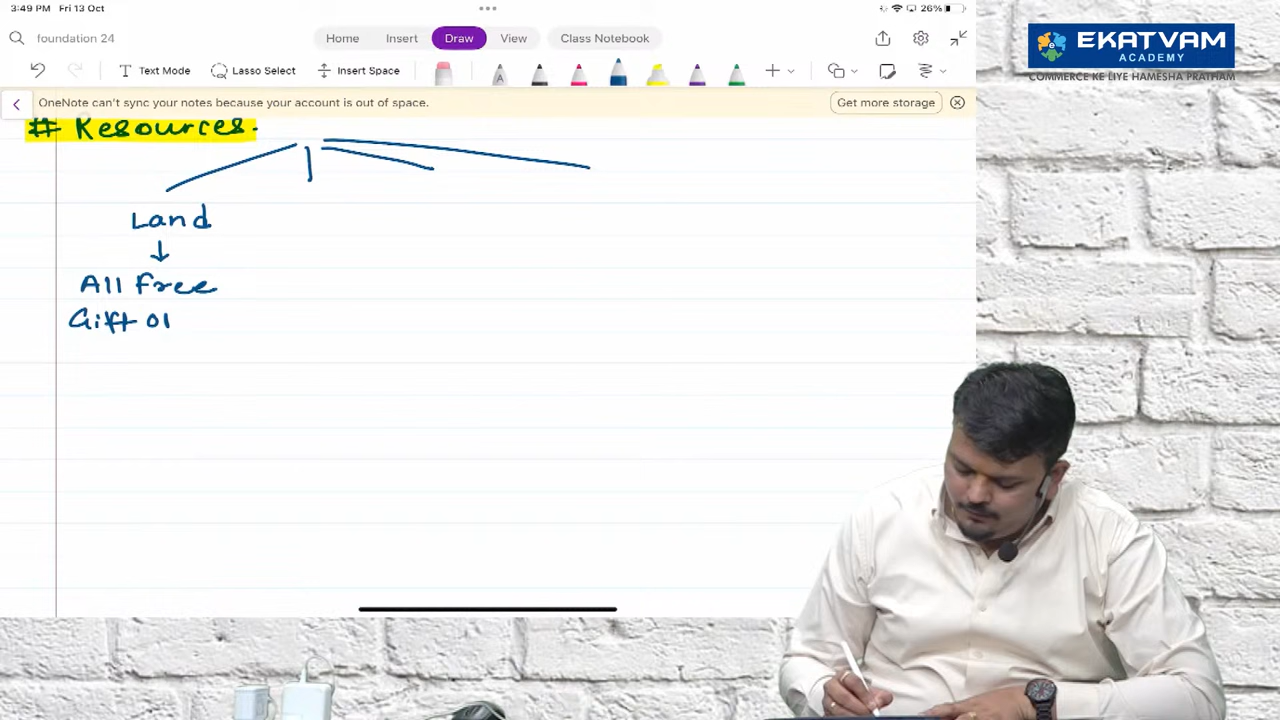 3:49 PM Fri 13 Oct
26%
foundation 24
Home Insert Draw View Class Notebook
Text Mode Lasso Select Insert Space
OneOte can't sync your notes because your account is out of space.
Get more storage
# Resources.
Land
All Free
Gift
EKATVAM
ACADEMY
COMMERCE KE LIYE HAMESHA PRATHAM